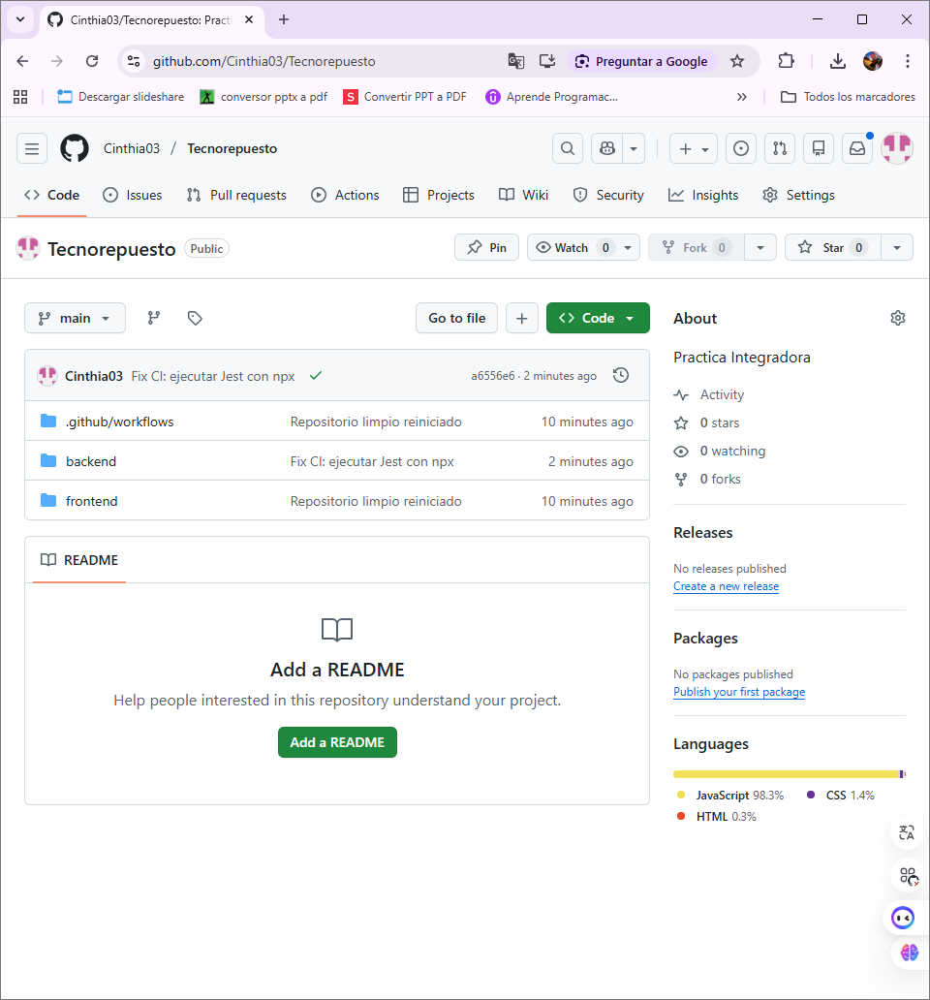 Cinthia03/Tecnorepuesto: Practi
github.com/Cinthia03/Tecnorepuesto
Preguntar a Google
Descargar slideshare
conversor pptx a pdf
S
Convertir PPT a PDF
Aprende Programac...
Todos los marcadores
Cinthia03 / Tecnorepuesto
Code
Issues
Pull requests
Actions
Projects
Wiki
Security
Insights
Settings
Tecnorepuesto
Public
Pin
Watch 0
Fork 0
Star 0
main
Go to file
Code
Cinthia03 Fix CI: ejecutar Jest con npx
a6556e6 · 2 minutes ago
.github/workflows Repositorio limpio reiniciado 10 minutes ago
backend Fix CI: ejecutar Jest con npx 2 minutes ago
frontend Repositorio limpio reiniciado 10 minutes ago
README
Add a README
Help people interested in this repository understand your project.
Add a README
About
Practica Integradora
Activity
0 stars
0 watching
0 forks
Releases
No releases published
Create a new release
Packages
No packages published
Publish your first package
Languages
JavaScript 98.3%
CSS 1.4%
HTML 0.3%